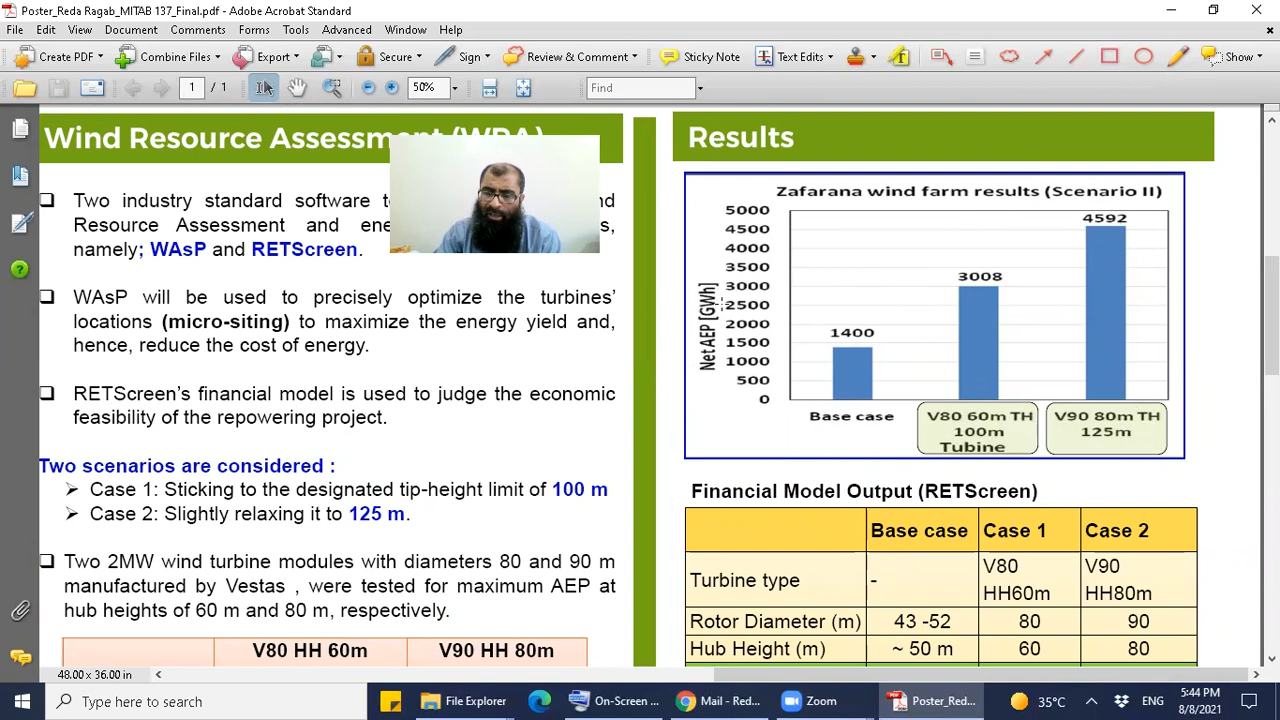 Poster_Reda Ragab_MITAB 137_Final.pdf - Adobe Acrobat Standard
File Edit View Document Comments Forms Tools Advanced Window Help
Create PDF Combine Files Export Secure Sign Review & Comment Sticky Note Text Edits Show
1 / 1 50% Find
Wind Resource Assessment (WRA)
Two industry standard software
Resource Assessment and
namely; WAsP and RETScreen.
WAsP will be used to precisely optimize the turbines'
locations (micro-siting) to maximize the energy yield and,
hence, reduce the cost of energy.
RETScreen's financial model is used to judge the economic
feasibility of the repowering project.
Two scenarios are considered :
Case 1: Sticking to the designated tip-height limit of 100 m
Case 2: Slightly relaxing it to 125 m.
Two 2MW wind turbine modules with diameters 80 and 90 m
manufactured by Vestas , were tested for maximum AEP at
hub heights of 60 m and 80 m, respectively.
V80 HH 60m V90 HH 80m
Results
Zafarana wind farm results (Scenario II)
Net AEP [GWh]
5000
4500
4000
3500
3000
2500
2000
1500
1000
500
0
1400
3008
4592
Base case
V80 60m TH
100m
Tubine
V90 80m TH
125m
Financial Model Output (RETScreen)
Base case Case 1 Case 2
Turbine type - V80 HH60m V90 HH80m
Rotor Diameter (m) 43 -52 80 90
Hub Height (m) ~ 50 m 60 80
48.00 x 36.00 in
Type here to search
File Explorer On-Screen ... Mail - Red... Zoom Poster_Red... 35°C ENG
5:44 PM
8/8/2021